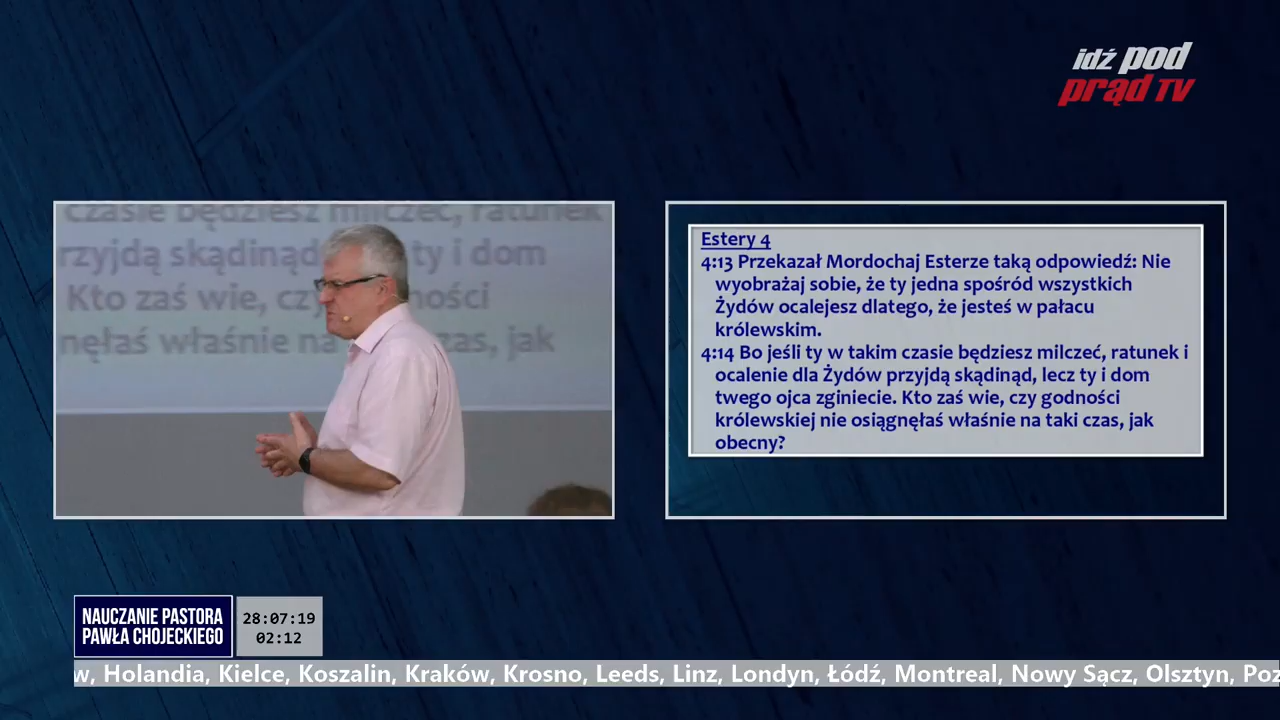 idź pod
prąd TV
czasie będziesz milczeć, ratunek
rzyjdą skądinąd ty i dom
Kto zaś wie, czy g ności
nęłaś właśnie na czas, jak
Estery 4
4:13 Przekazał Mordochaj Esterze taką odpowiedź: Nie
wyobrażaj sobie, że ty jedna spośród wszystkich
Żydów ocalejesz dlatego, że jesteś w pałacu
królewskim.
4:14 Bo jeśli ty w takim czasie będziesz milczeć, ratunek i
ocalenie dla Żydów przyjdą skądinąd, lecz ty i dom
twego ojca zginiecie. Kto zaś wie, czy godności
królewskiej nie osiągnęłaś właśnie na taki czas, jak
obecny?
NAUCZANIE PASTORA
PAWŁA CHOJECKIEGO
28:07:19
02:12
w, Holandia, Kielce, Koszalin, Kraków, Krosno, Leeds, Linz, Londyn, Łódź, Montreal, Nowy Sącz, Olsztyn, Poz